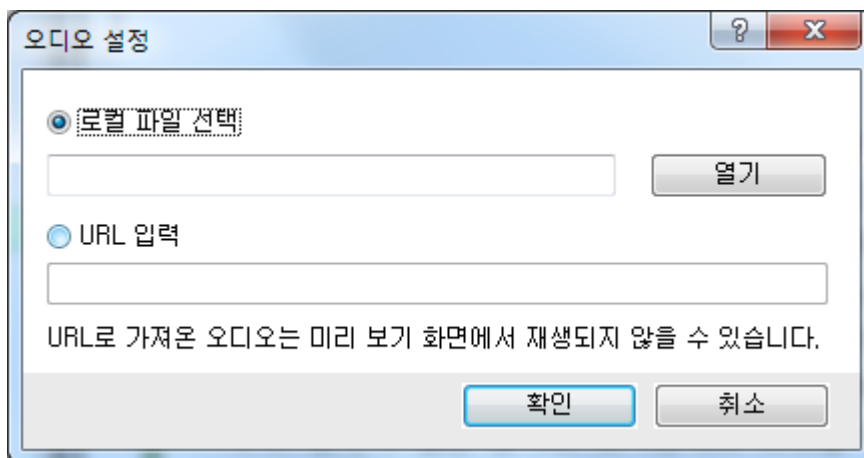 오디오 설정
로컬 파일 선택
열기
URL 입력
URL로 가져온 오디오는 미리 보기 화면에서 재생되지 않을 수 있습니다.
확인 취소